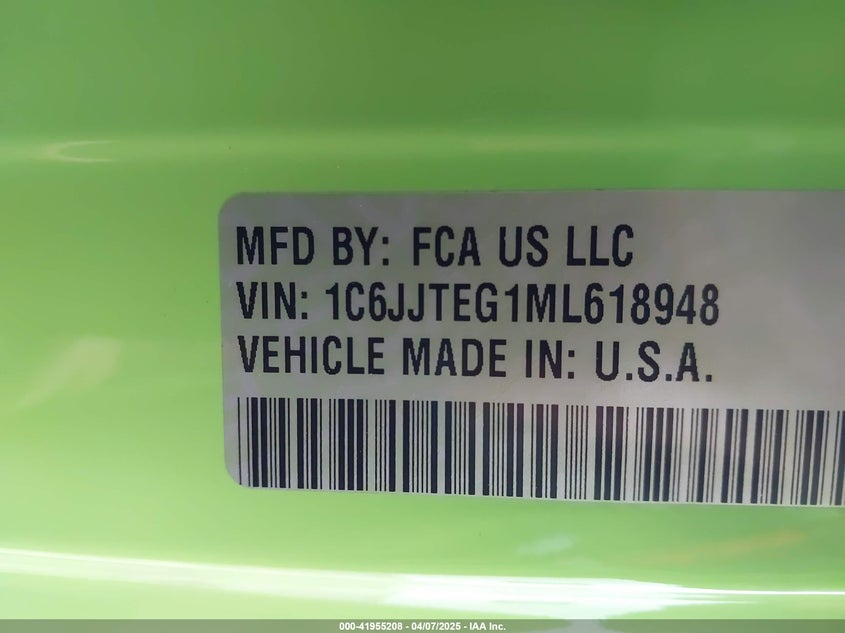 MFD BY: FCA US LLC
VIN: 1C6JJTEG1ML618948
VEHICLE MADE IN: U.S.A.
000-41955208 - 04/07/2025 - IAA Inc.